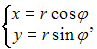 {x = r cos φ
y = r sin φ,